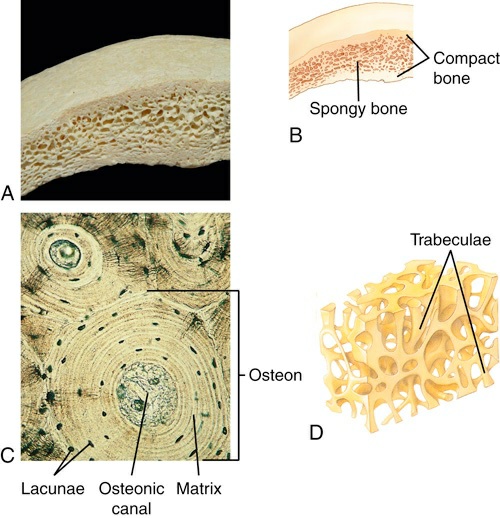 A
Compact
bone
Spongy bone
B
C
Osteon
Lacunae
Osteonic
canal
Matrix
Trabeculae
D